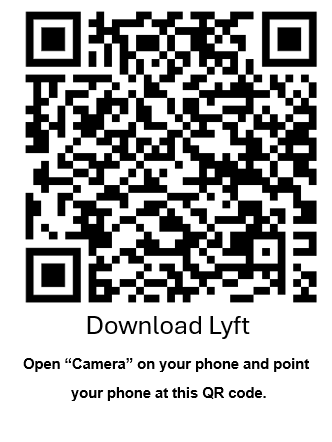 Download Lyft
Open “Camera” on your phone and point
your phone at this QR code.